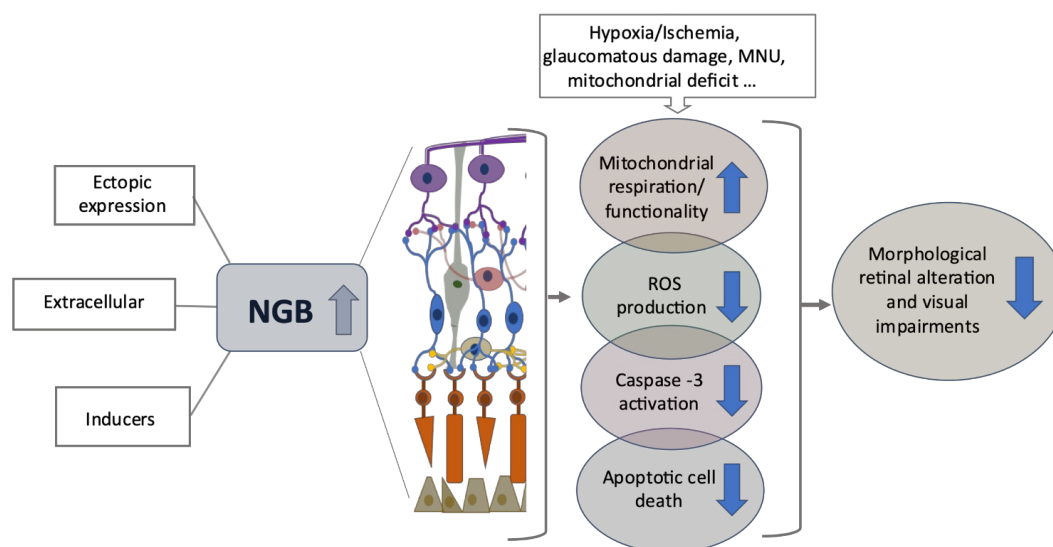 Hypoxia/Ischemia,
glaucomatous damage, MNU,
mitochondrial deficit ...
Ectopic
expression
Extracellular
Inducers
NGB
Mitochondrial
respiration/
functionality
ROS
production
Caspase -3
activation
Apoptotic cell
death
Morphological
retinal alteration
and visual
impairments